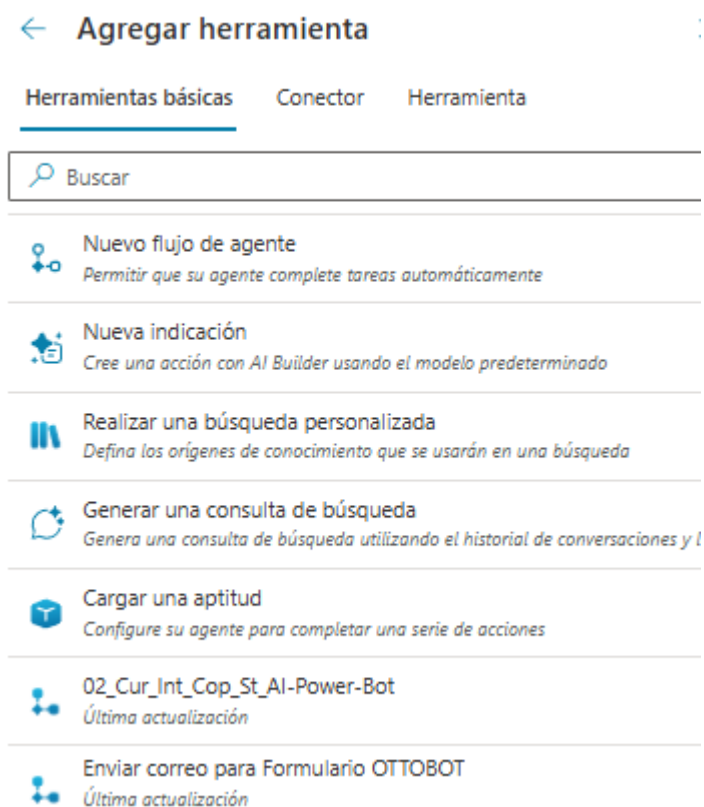 Agregar herramienta
Herramientas básicas Conector Herramienta
Buscar
Nuevo flujo de agente
Permitir que su agente complete tareas automáticamente
Nueva indicación
Cree una acción con AI Builder usando el modelo predeterminado
Realizar una búsqueda personalizada
Defina los orígenes de conocimiento que se usarán en una búsqueda
Generar una consulta de búsqueda
Genera una consulta de búsqueda utilizando el historial de conversaciones y
Cargar una aptitud
Configure su agente para completar una serie de acciones
02_Cur_Int_Cop_St_AI-Power-Bot
Última actualización
Enviar correo para Formulario OTTOBOT
Última actualización